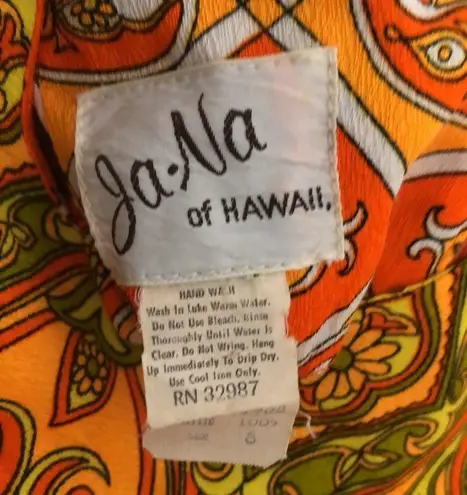 Ja-Na
of HAWAII.
HAND WASH
Wash In Luke Warm Water.
Do Not Use Bleach. Rinse
Thoroughly Until Water Is
Clear. Do Not Wring. Hang
Up Immediately To Drip Dry.
Use Cool Iron Only.
RN 32987
8